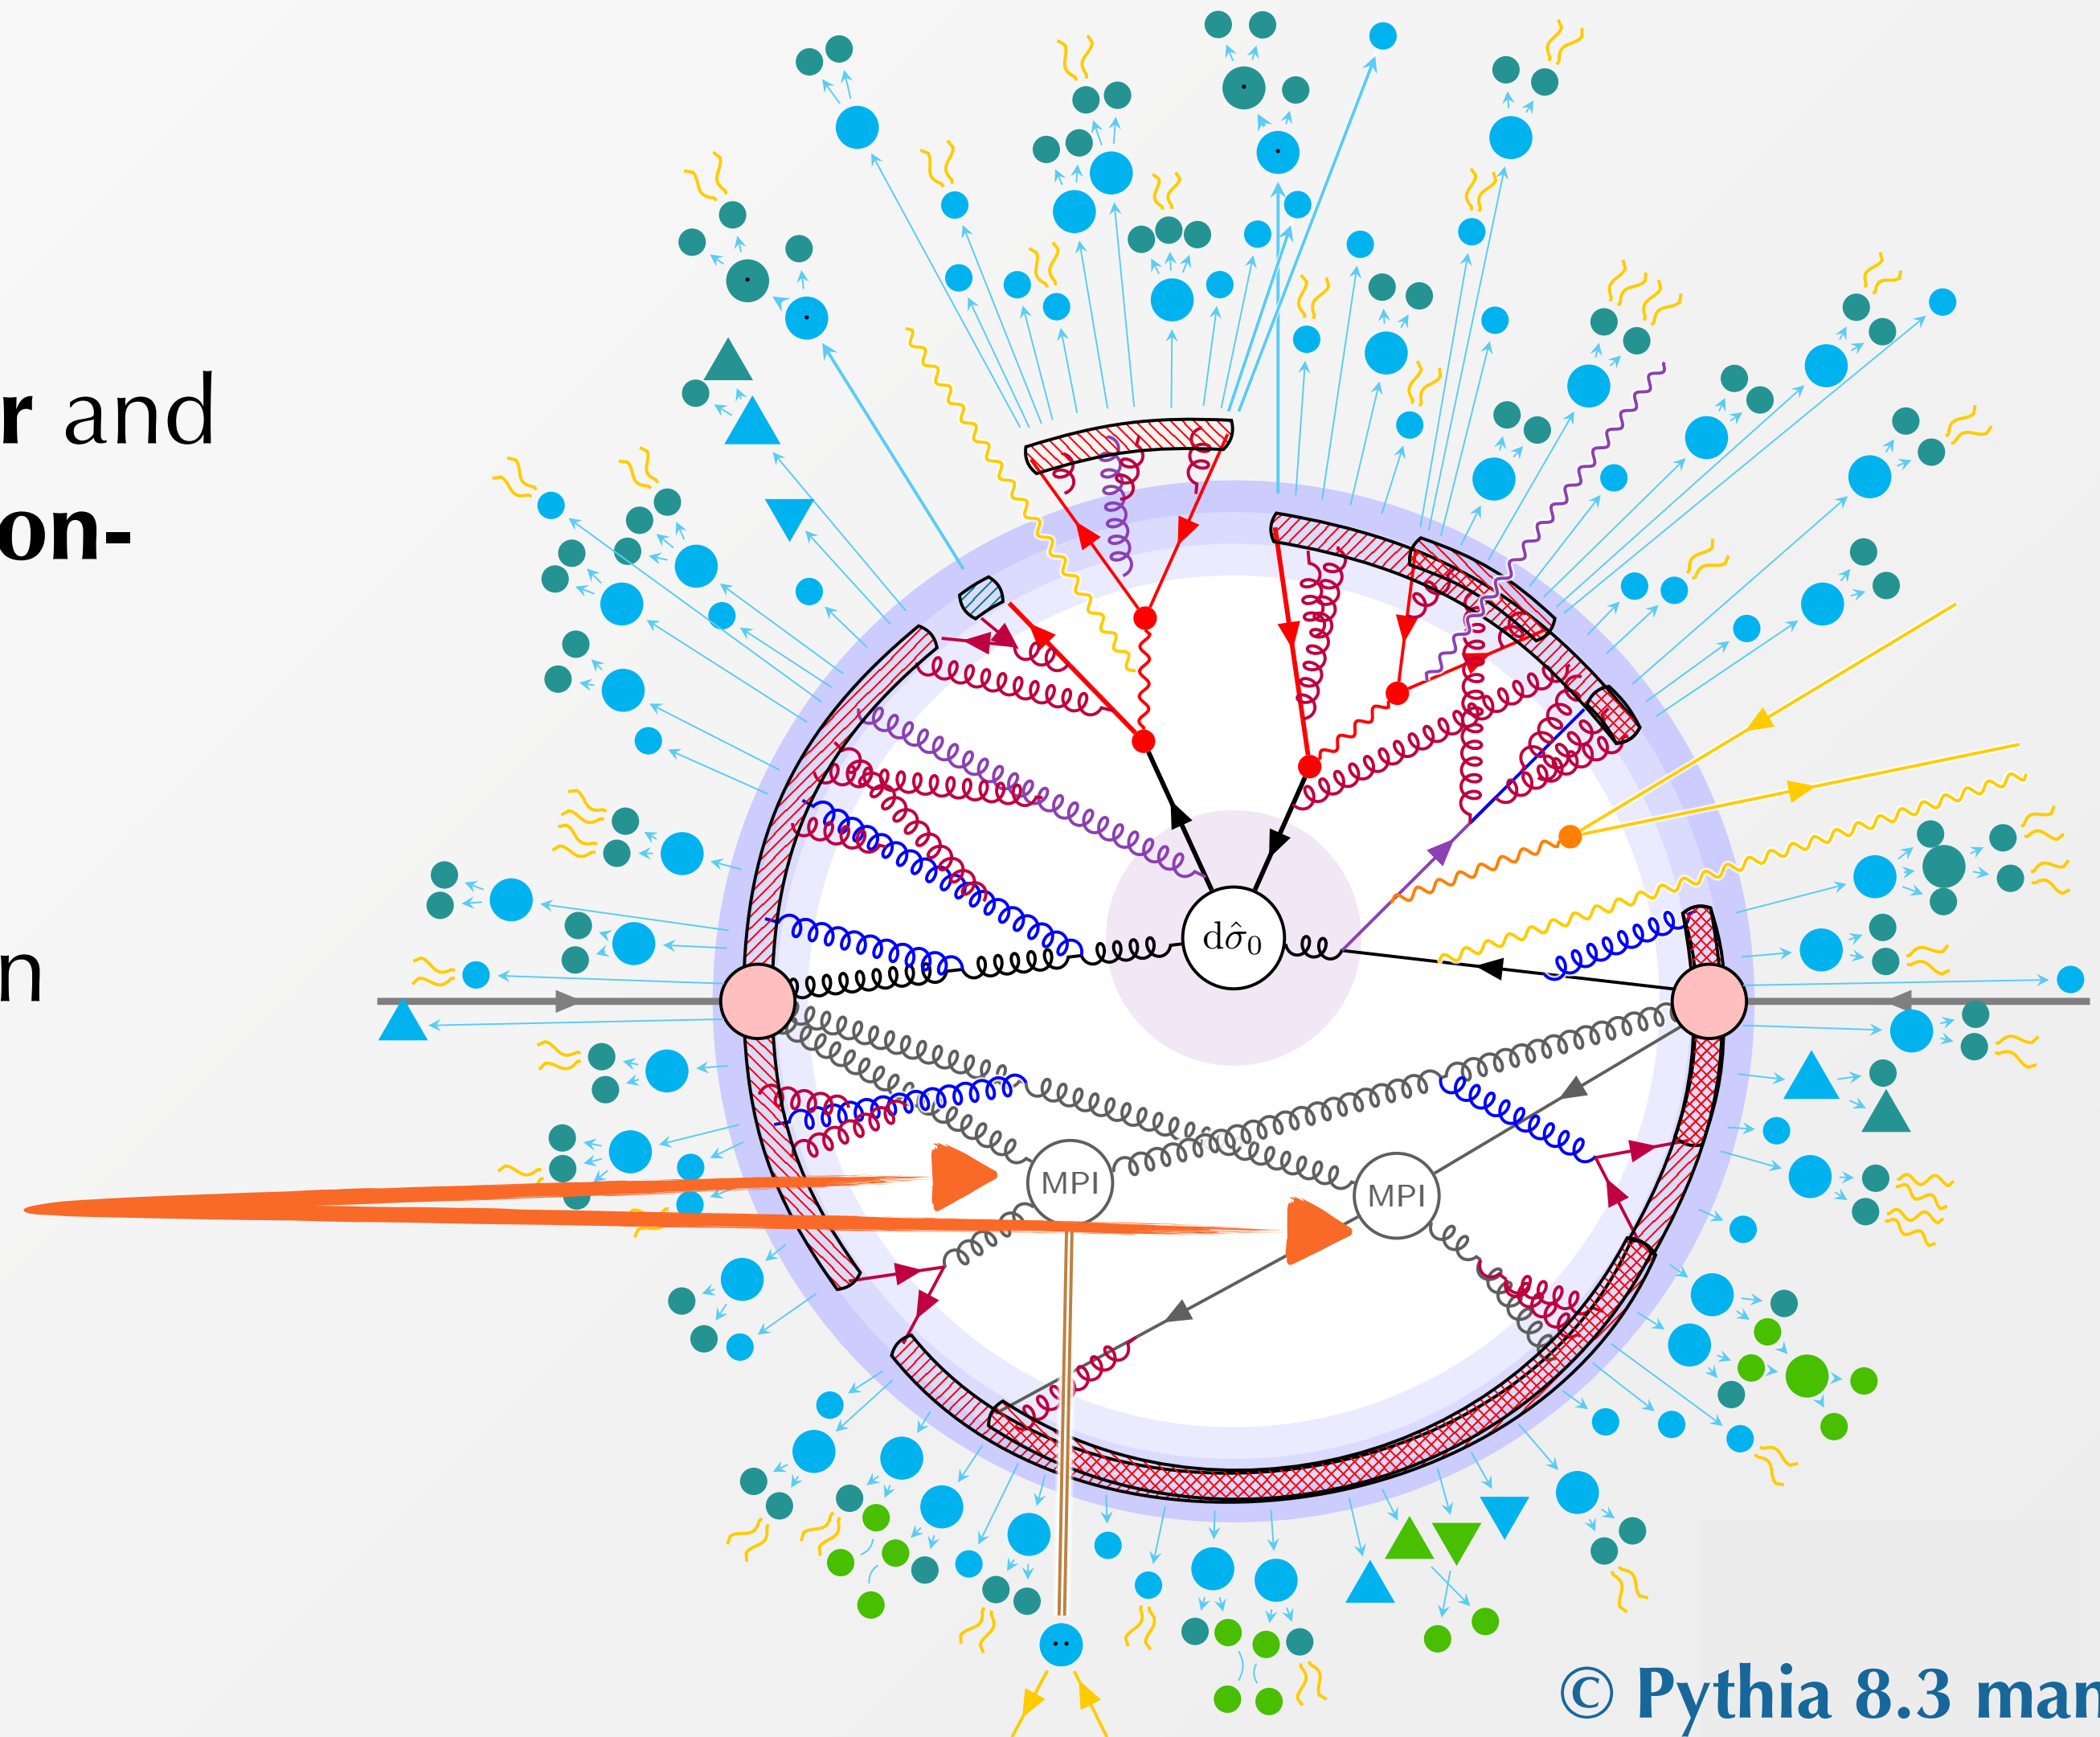 r and
on-
n
dσ̂₀
MPI
MPI
© Pythia 8.3 man